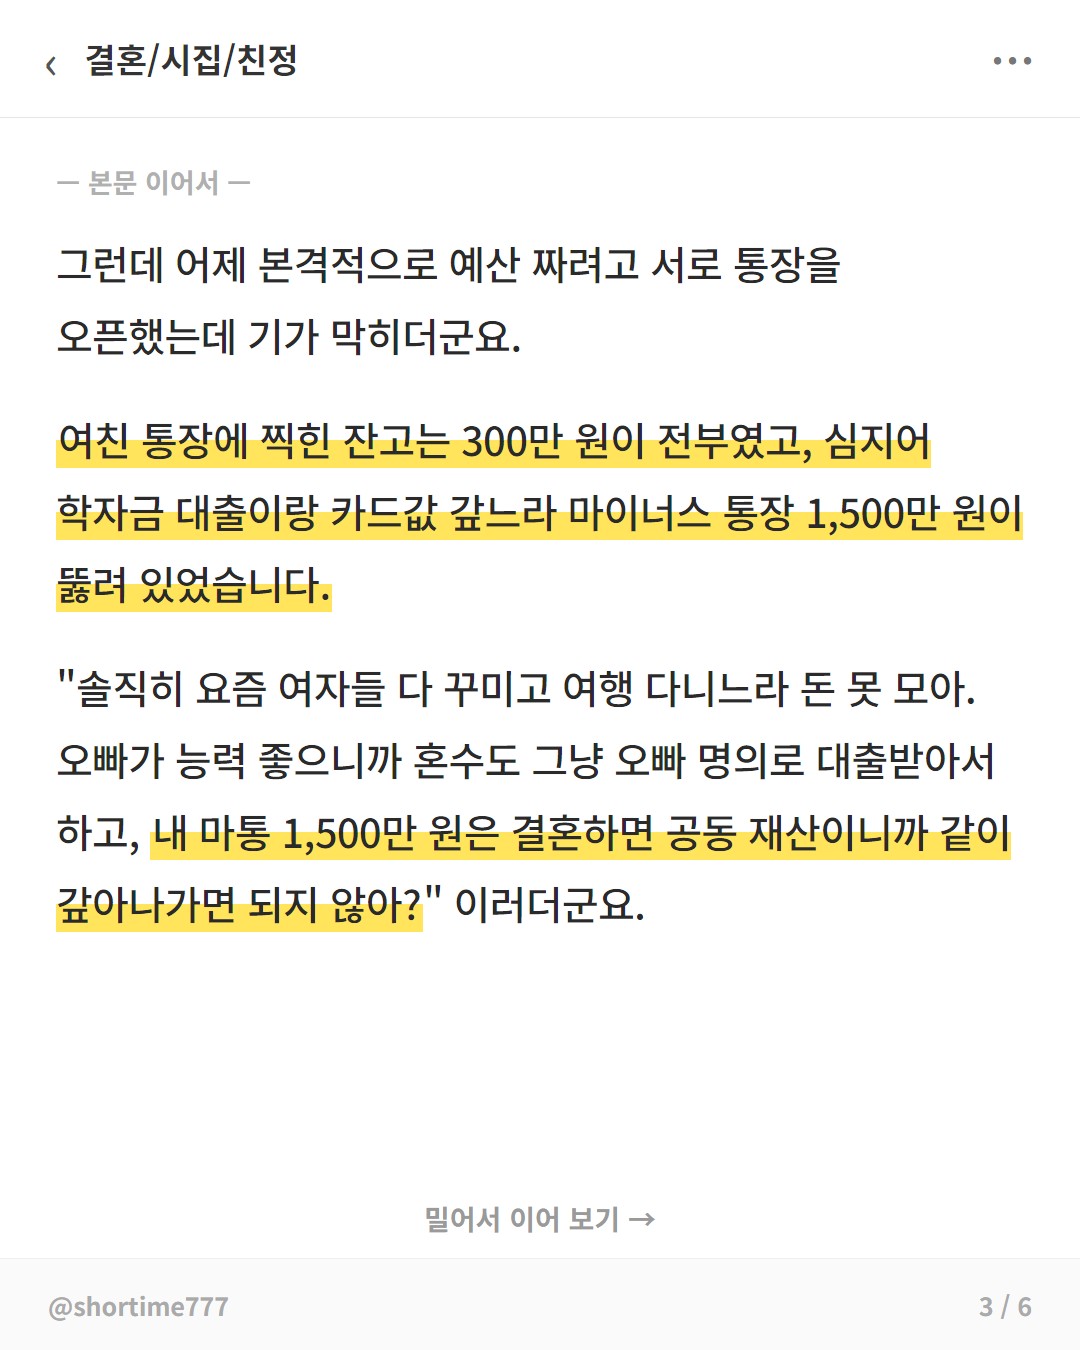 ‹ 결혼/시집/친정
— 본문 이어서 —
그런데 어제 본격적으로 예산 짜려고 서로 통장을
오픈했는데 기가 막히더군요.
여친 통장에 찍힌 잔고는 300만 원이 전부였고, 심지어
학자금 대출이랑 카드값 갚느라 마이너스 통장 1,500만 원이
뚫려 있었습니다.
"솔직히 요즘 여자들 다 꾸미고 여행 다니느라 돈 못 모아.
오빠가 능력 좋으니까 혼수도 그냥 오빠 명의로 대출받아서
하고, 내 마통 1,500만 원은 결혼하면 공동 재산이니까 같이
갚아나가면 되지 않아?" 이러더군요.
밀어서 이어 보기 →
@shortime777
3 / 6